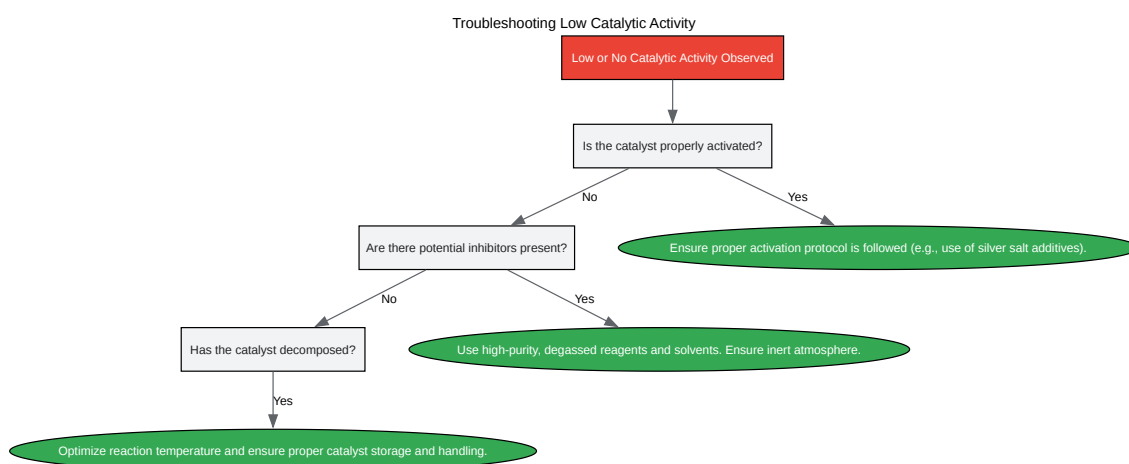 Troubleshooting Low Catalytic Activity
Low or No Catalytic Activity Observed
Is the catalyst properly activated?
No
Yes
Are there potential inhibitors present?
Ensure proper activation protocol is followed (e.g., use of silver salt additives).
No
Yes
Has the catalyst decomposed?
Use high-purity, degassed reagents and solvents. Ensure inert atmosphere.
Yes
Optimize reaction temperature and ensure proper catalyst storage and handling.